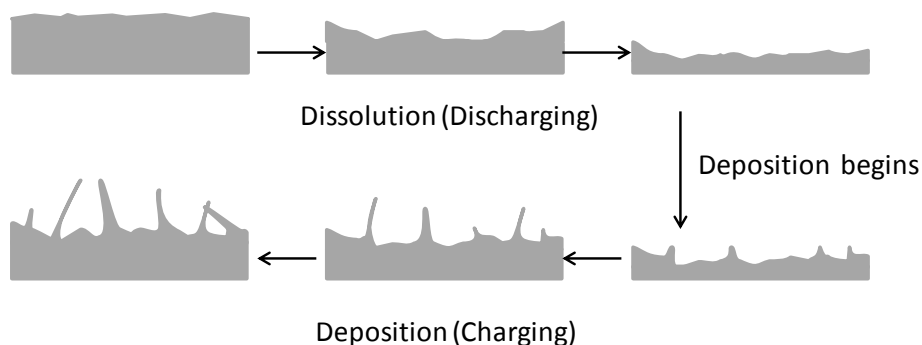 Dissolution (Discharging)
Deposition begins
Deposition (Charging)